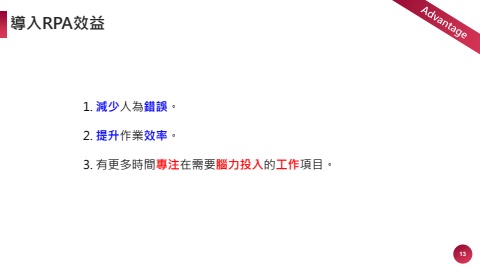 導入RPA效益
Advantage
1. 減少人為錯誤。
2. 提升作業效率。
3. 有更多時間專注在需要腦力投入的工作項目。
13